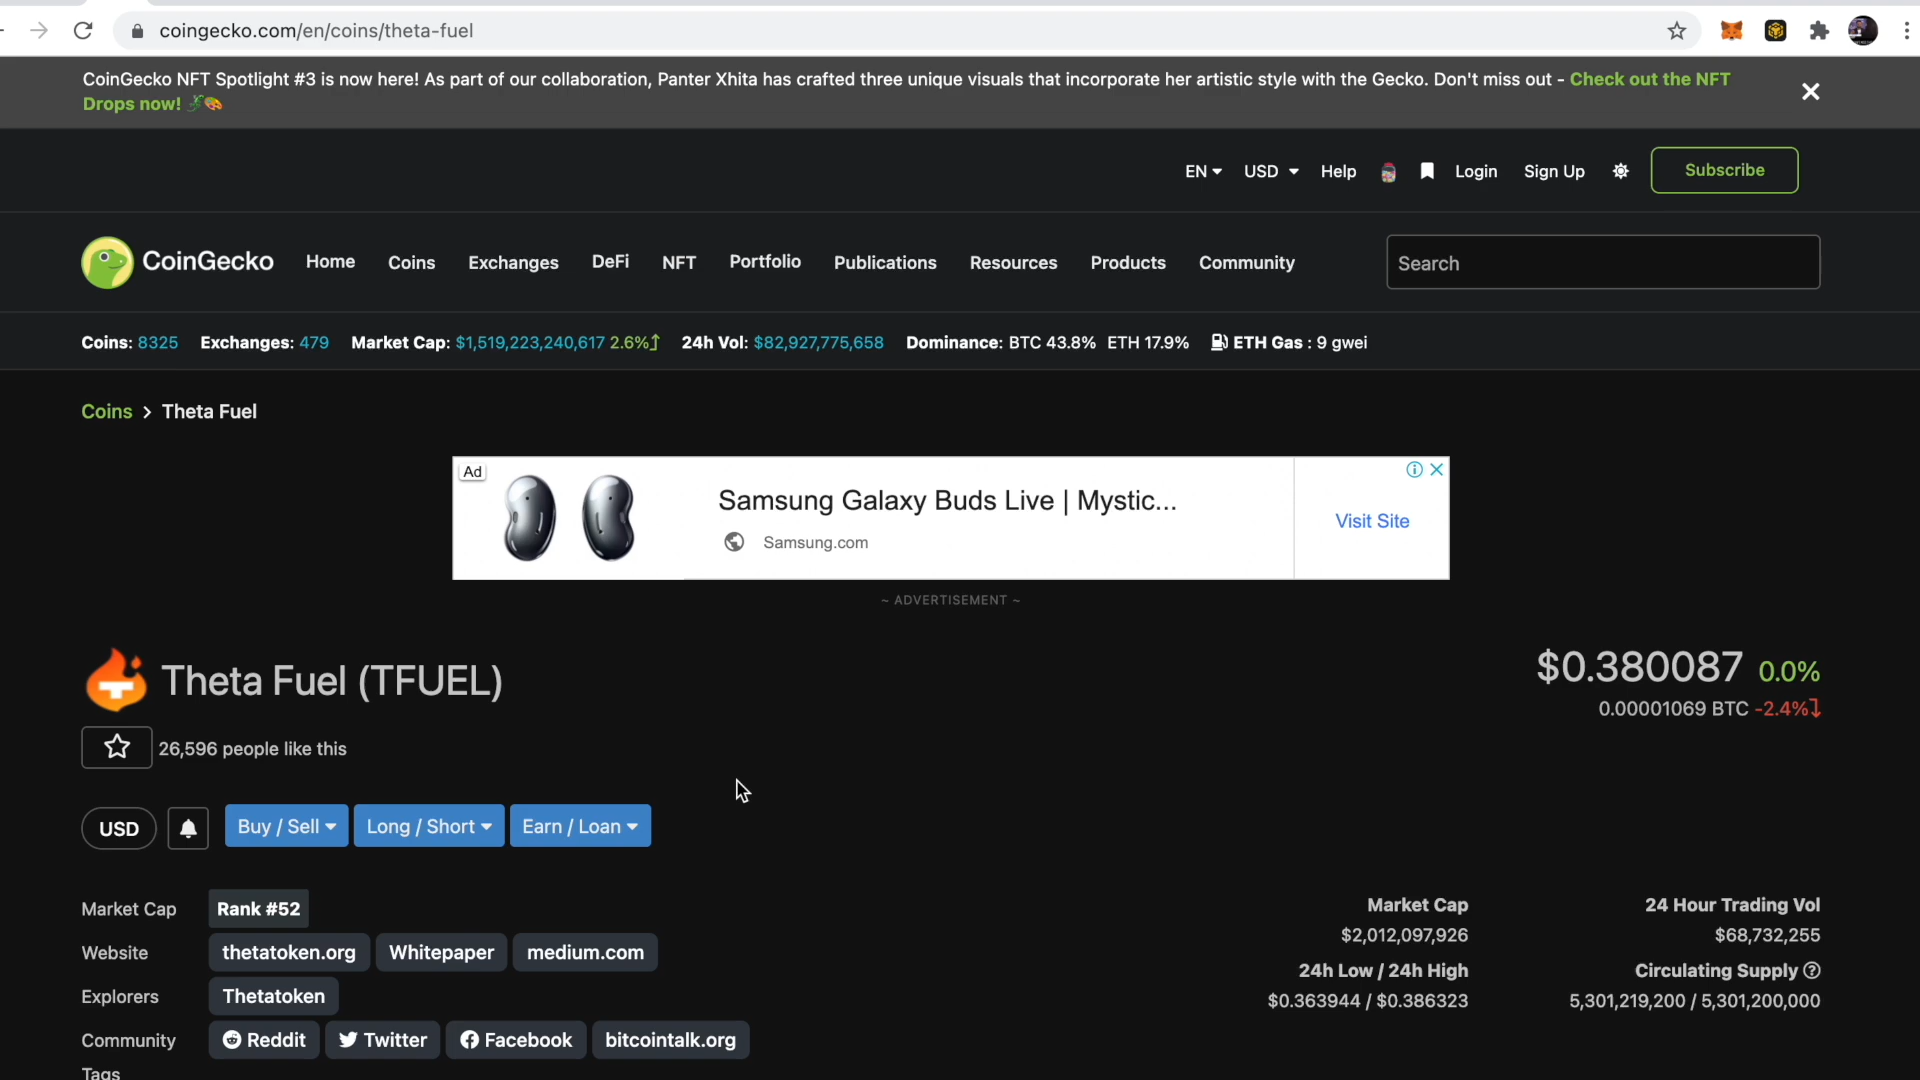 coingecko.com/en/coins/theta-fuel
CoinGecko NFT Spotlight #3 is now here! As part of our collaboration, Panter Xhita has crafted three unique visuals that incorporate her artistic style with the Gecko. Don't miss out - Check out the NFT
Drops now!
EN USD Help Login Sign Up Subscribe
CoinGecko Home Coins Exchanges DeFi NFT Portfolio Publications Resources Products Community Search
Coins: 8325 Exchanges: 479 Market Cap: $1,519,223,240,617 2.6% 24h Vol: $82,927,775,658 Dominance: BTC 43.8% ETH 17.9% ETH Gas : 9 gwei
Coins > Theta Fuel
Ad
Samsung Galaxy Buds Live | Mystic...
Samsung.com
Visit Site
~ ADVERTISEMENT ~
Theta Fuel (TFUEL)
$0.380087 0.0%
0.00001069 BTC -2.4%
26,596 people like this
USD Buy / Sell Long / Short Earn / Loan
Market Cap Rank #52
Website thetatoken.org Whitepaper medium.com
Explorers Thetatoken
Community Reddit Twitter Facebook bitcointalk.org
Tags
Market Cap
$2,012,097,926
24h Low / 24h High
$0.363944 / $0.386323
24 Hour Trading Vol
$68,732,255
Circulating Supply
5,301,219,200 / 5,301,200,000